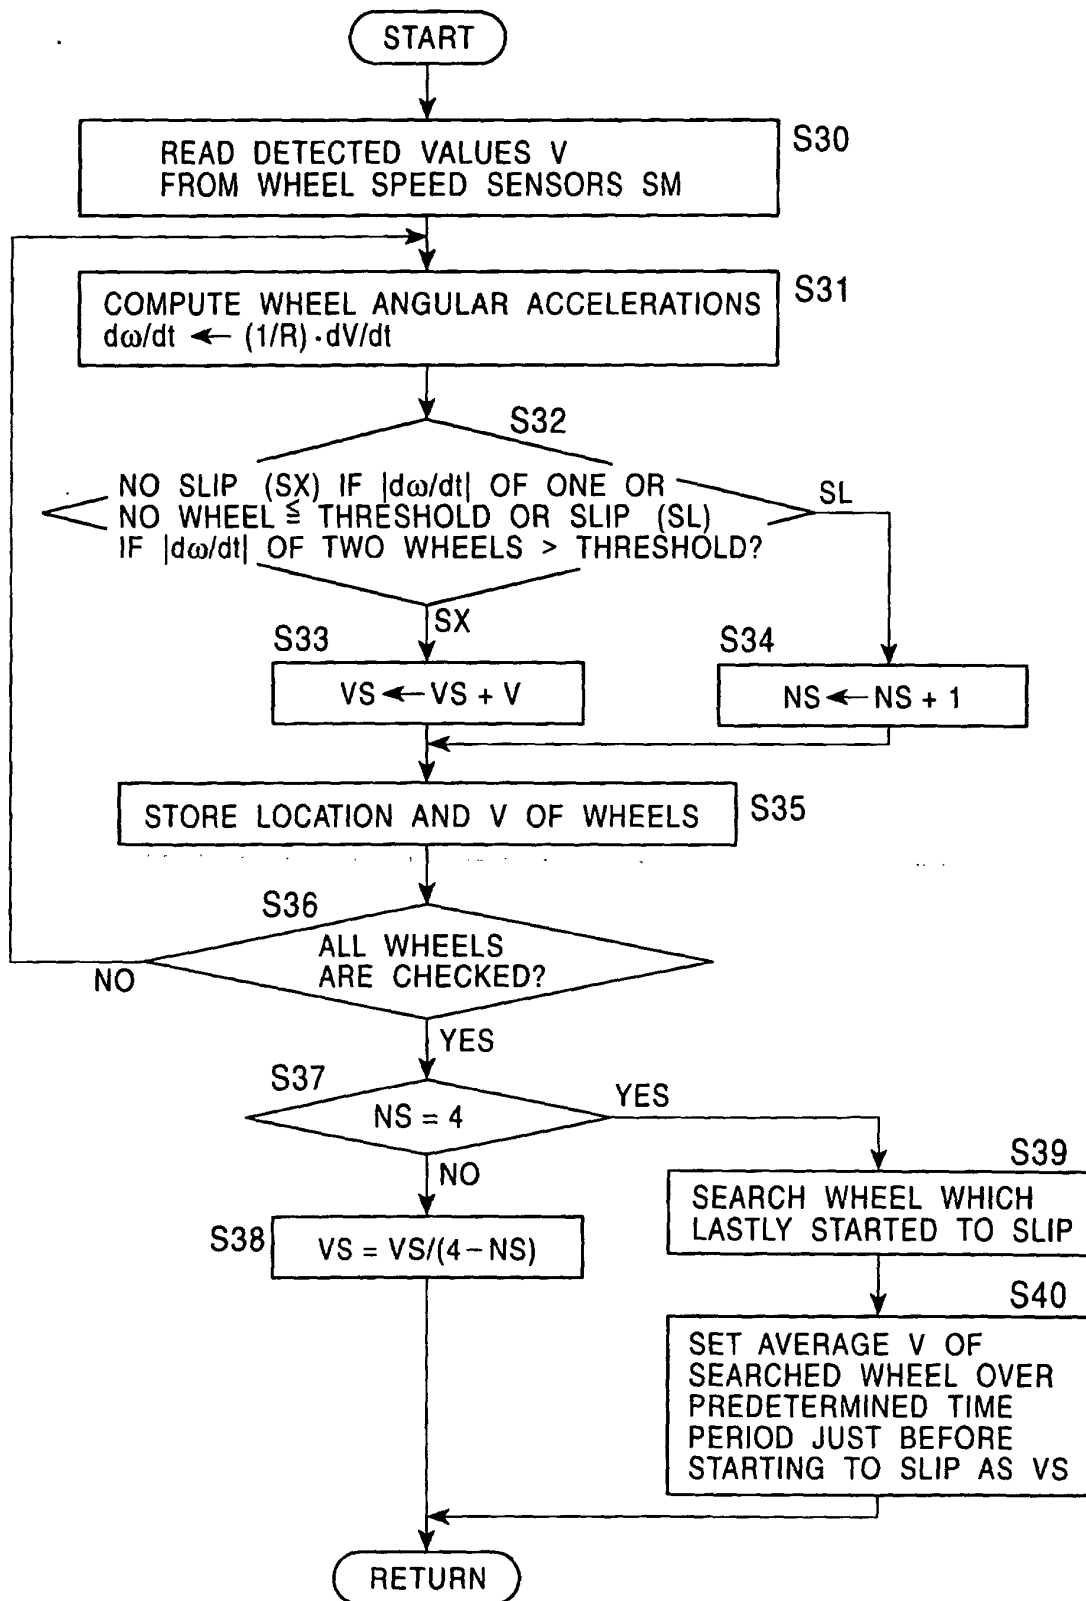 START
S30
READ DETECTED VALUES V
FROM WHEEL SPEED SENSORS SM
S31
COMPUTE WHEEL ANGULAR ACCELERATIONS
dω/dt ← (1/R)·dV/dt
S32
NO SLIP (SX) IF |dω/dt| OF ONE OR
NO WHEEL ≦ THRESHOLD OR SLIP (SL)
IF |dω/dt| OF TWO WHEELS > THRESHOLD?
SL
SX
S33
VS ← VS + V
S34
NS ← NS + 1
S35
STORE LOCATION AND V OF WHEELS
S36
ALL WHEELS
ARE CHECKED?
NO
YES
S37
NS = 4
YES
NO
S38
VS = VS/(4 – NS)
S39
SEARCH WHEEL WHICH
LASTLY STARTED TO SLIP
S40
SET AVERAGE V OF
SEARCHED WHEEL OVER
PREDETERMINED TIME
PERIOD JUST BEFORE
STARTING TO SLIP AS VS
RETURN